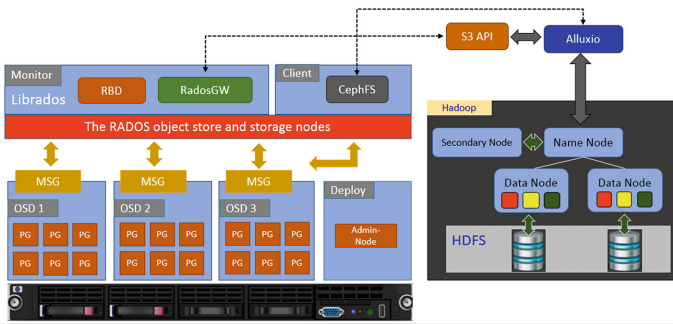 S3 API
Alluxio
Monitor
Client
Librados
RBD
RadosGW
CephFS
The RADOS object store and storage nodes
Hadoop
Secondary Node
Name Node
Data Node
Data Node
HDFS
MSG
MSG
MSG
OSD 1
OSD 2
OSD 3
Deploy
PG PG PG
PG PG PG
PG PG PG
Admin-
Node
PG PG PG
PG PG PG
PG PG PG